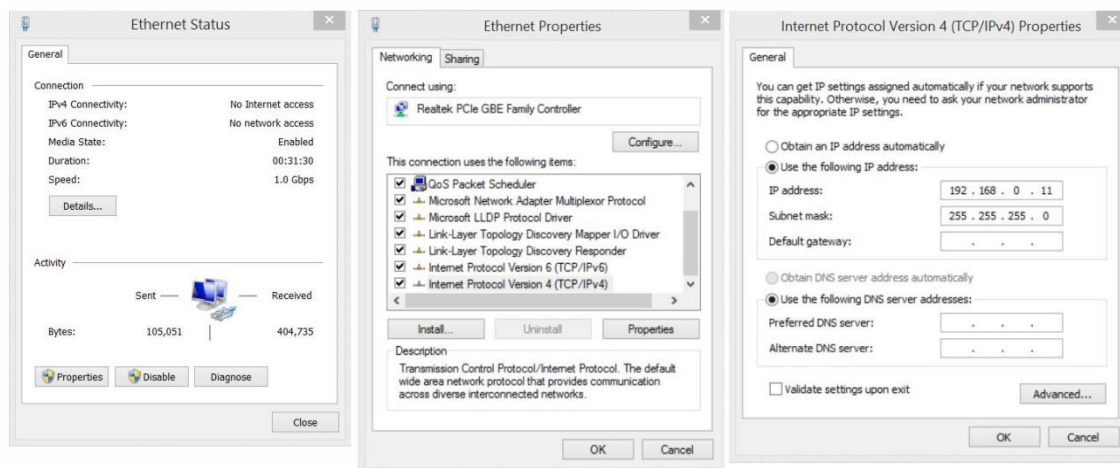 Ethernet Status
General
Connection
IPv4 Connectivity: No Internet access
IPv6 Connectivity: No network access
Media State: Enabled
Duration: 00:31:30
Speed: 1.0 Gbps
Details...
Activity
Sent — — Received
Bytes: 105,051 | 404,735
Properties Disable Diagnose
Close
Ethernet Properties
Networking Sharing
Connect using:
Realtek PCIe GBE Family Controller
Configure...
This connection uses the following items:
QoS Packet Scheduler
Microsoft Network Adapter Multiplexor Protocol
Microsoft LLDP Protocol Driver
Link-Layer Topology Discovery Mapper I/O Driver
Link-Layer Topology Discovery Responder
Internet Protocol Version 6 (TCP/IPv6)
Internet Protocol Version 4 (TCP/IPv4)
Install... Uninstall Properties
Description
Transmission Control Protocol/Internet Protocol. The default
wide area network protocol that provides communication
across diverse interconnected networks.
OK Cancel
Internet Protocol Version 4 (TCP/IPv4) Properties
General
You can get IP settings assigned automatically if your network supports
this capability. Otherwise, you need to ask your network administrator
for the appropriate IP settings.
Obtain an IP address automatically
Use the following IP address:
IP address: 192 . 168 . 0 . 11
Subnet mask: 255 . 255 . 255 . 0
Default gateway: . . .
Obtain DNS server address automatically
Use the following DNS server addresses:
Preferred DNS server: . . .
Alternate DNS server: . . .
Validate settings upon exit
Advanced...
OK Cancel